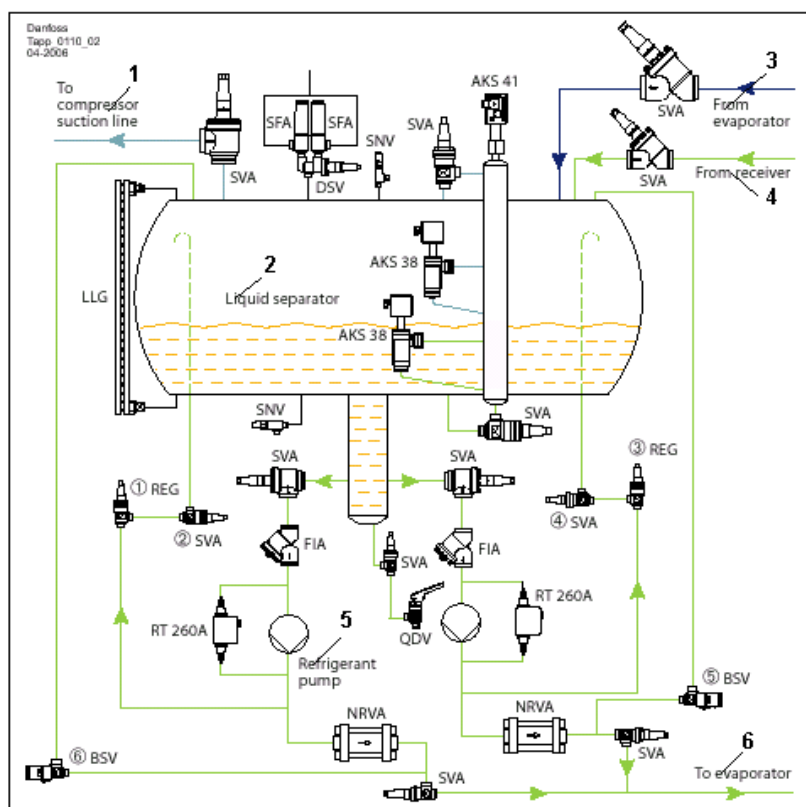 Danfoss
Tapp_0110_02
04-2006
1
To
compressor
suction line
SVA
SFA
SFA
DSV
SNV
SVA
AKS 41
3
SVA
From
evaporator
SVA
From receiver
4
LLG
2
Liquid separator
AKS 38
AKS 38
SNV
SVA
SVA
SVA
① REG
② SVA
③ REG
④ SVA
FIA
SVA
FIA
RT 260A
QDV
RT 260A
5
Refrigerant
pump
NRVA
NRVA
⑤ BSV
⑥ BSV
SVA
SVA
6
To evaporator